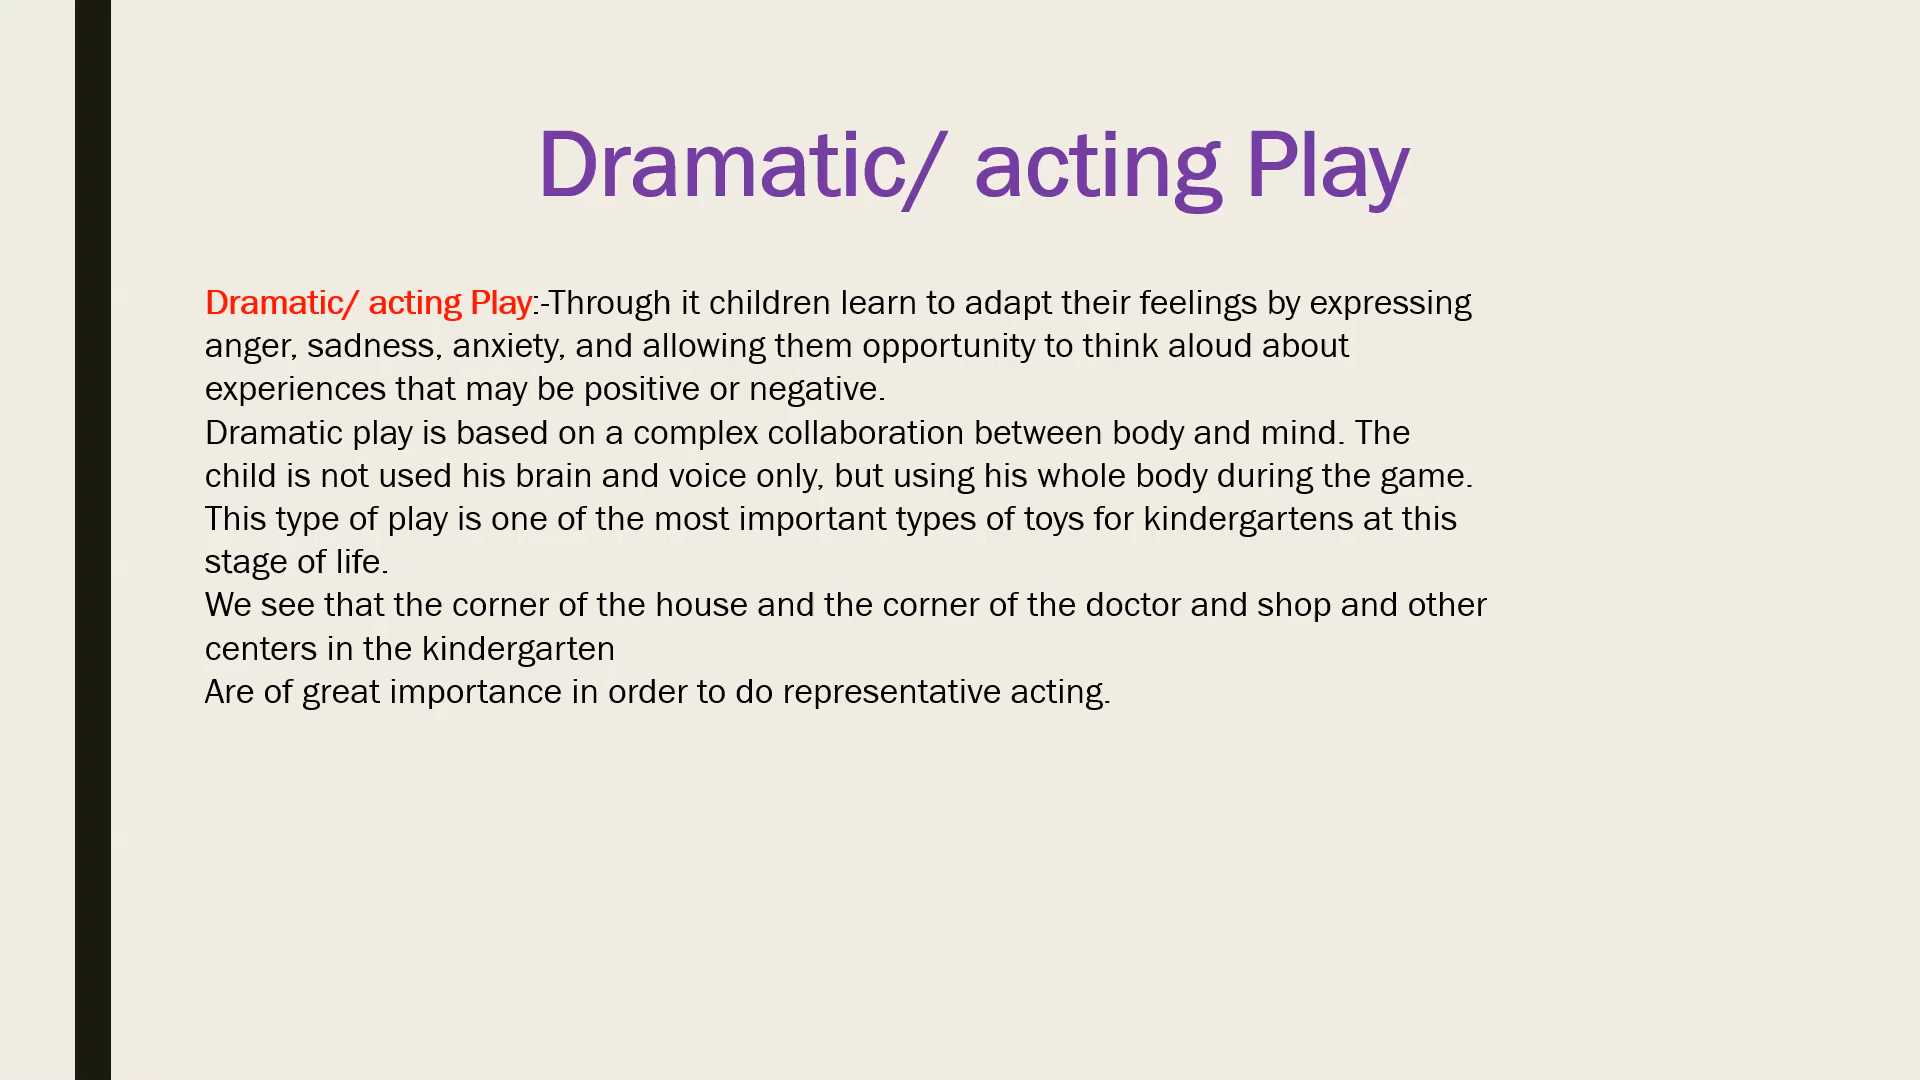 Dramatic/ acting Play
Dramatic/ acting Play:-Through it children learn to adapt their feelings by expressing
anger, sadness, anxiety, and allowing them opportunity to think aloud about
experiences that may be positive or negative.
Dramatic play is based on a complex collaboration between body and mind. The
child is not used his brain and voice only, but using his whole body during the game.
This type of play is one of the most important types of toys for kindergartens at this
stage of life.
We see that the corner of the house and the corner of the doctor and shop and other
centers in the kindergarten
Are of great importance in order to do representative acting.